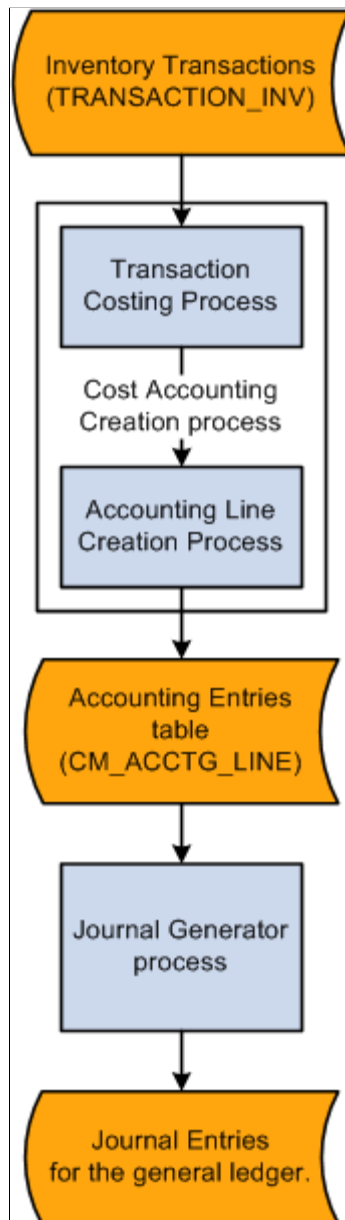 Inventory Transactions
(TRANSACTION_INV)
Transaction
Costing Process
Cost Accounting
Creation process
Accounting Line
Creation Process
Accounting Entries
table
(CM_ACCTG_LINE)
Journal Generator
process
Journal Entries
for the general ledger.